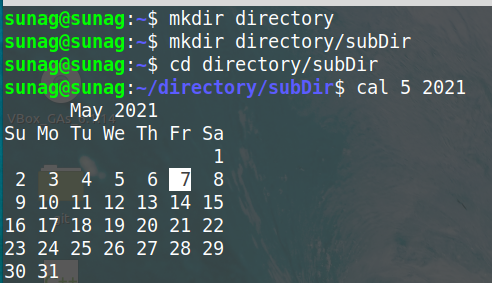 sunag@sunag:~$ mkdir directory
sunag@sunag:~$ mkdir directory/subDir
sunag@sunag:~$ cd directory/subDir
sunag@sunag:~/directory/subDir$ cal 5 2021
May 2021
Su Mo Tu We Th Fr Sa
1
2 3 4 5 6 7 8
9 10 11 12 13 14 15
16 17 18 19 20 21 22
23 24 25 26 27 28 29
30 31